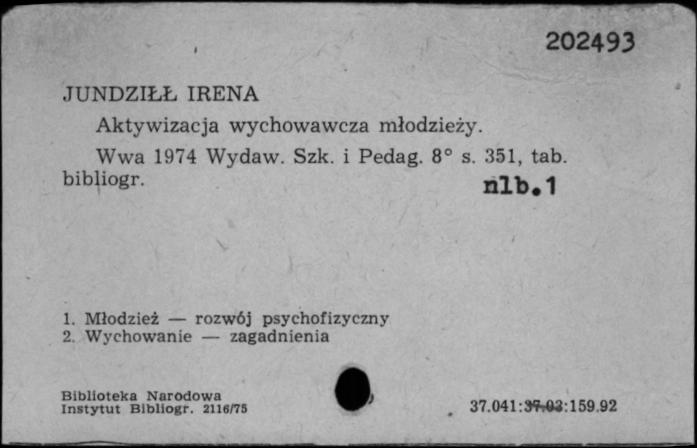 202493
JUNDZIŁŁ IRENA
Aktywizacja wychowawcza młodzieży.
Wwa 1974 Wydaw. Szk. i Pedag. 8° s. 351, tab.
bibliogr.
nlb.1
1. Młodzież — rozwój psychofizyczny
2. Wychowanie — zagadnienia
Biblioteka Narodowa
Instytut Bibliogr. 2116/75
37.041:37.03:159.92